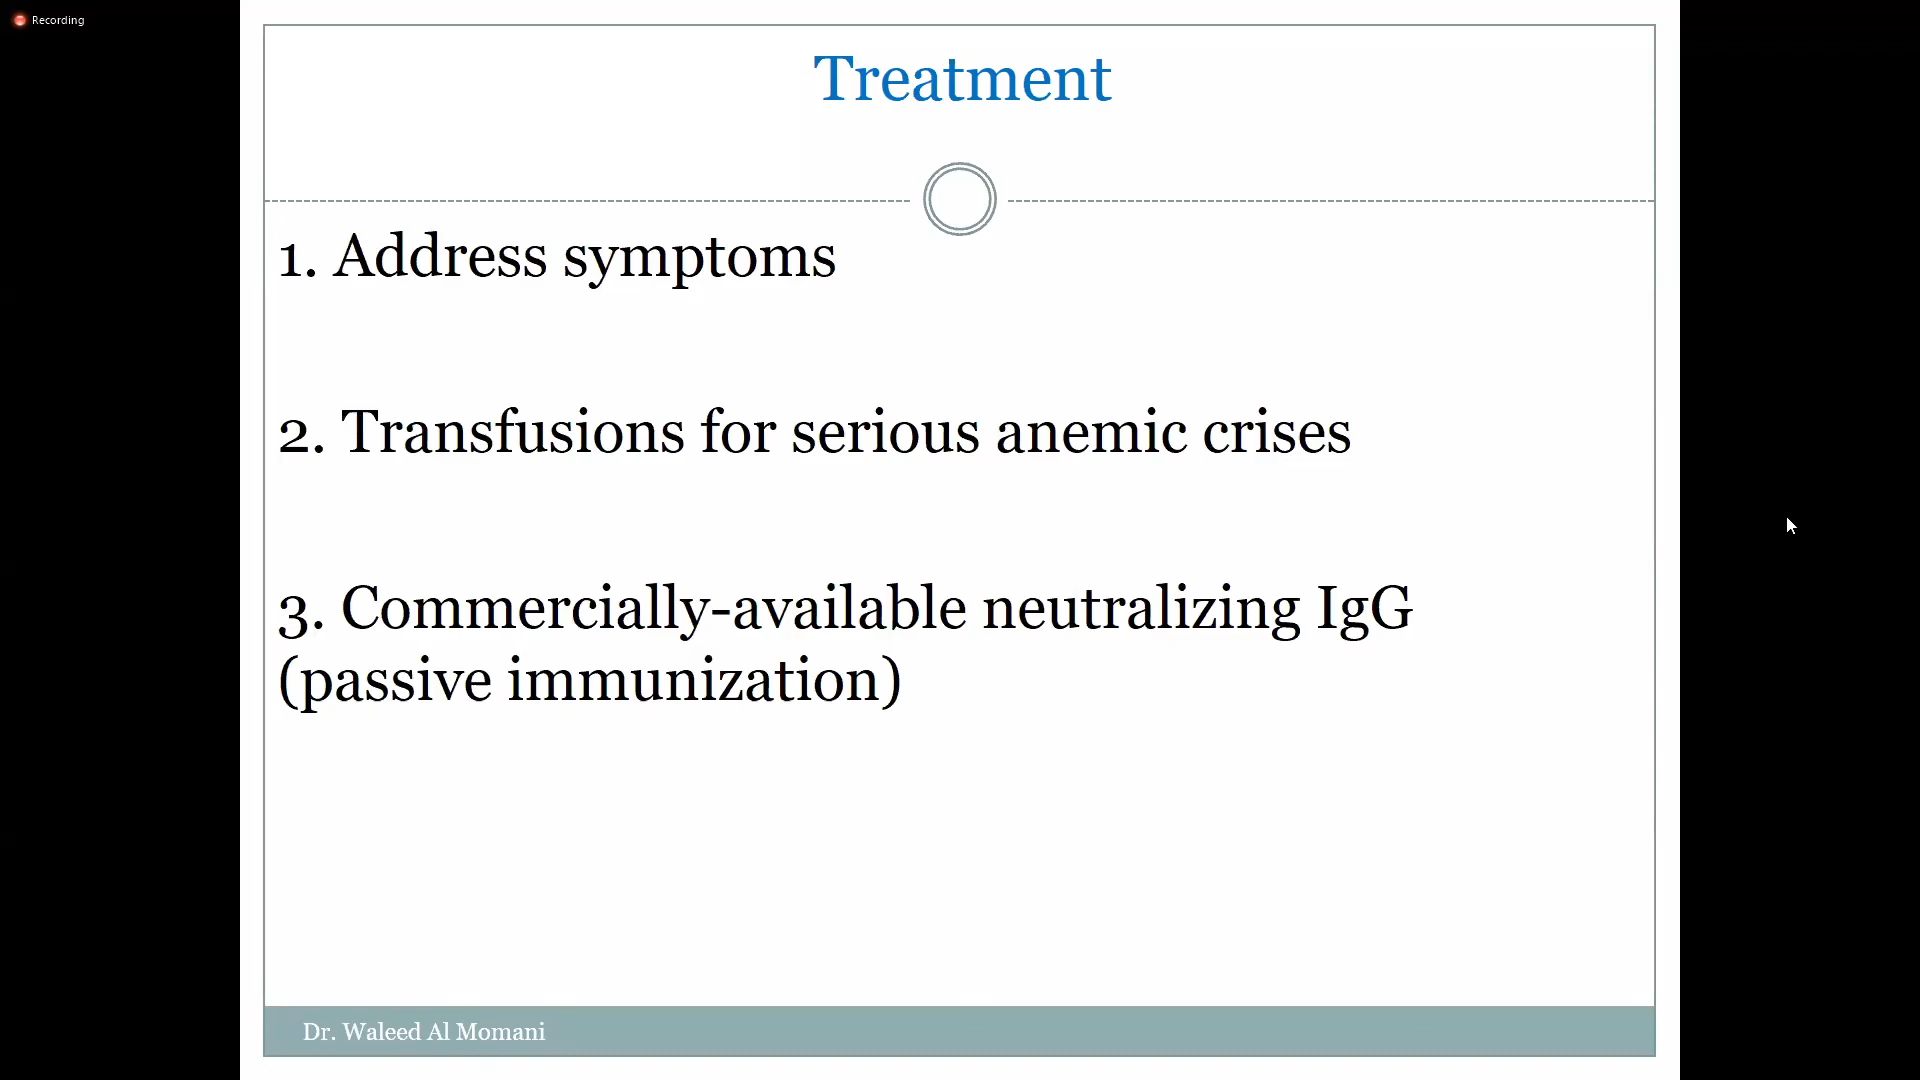 Recording
Treatment
1. Address symptoms
2. Transfusions for serious anemic crises
3. Commercially-available neutralizing IgG
(passive immunization)
Dr. Waleed Al Momani